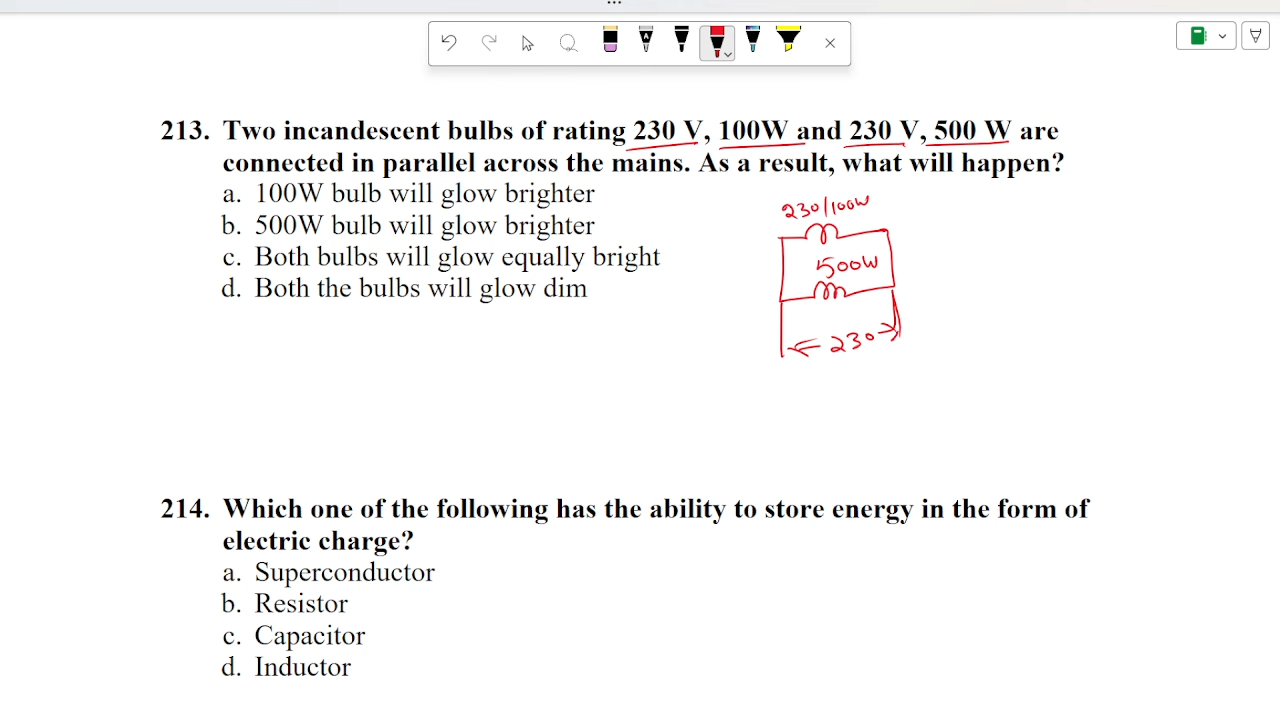 213. Two incandescent bulbs of rating 230 V, 100W and 230 V, 500 W are
connected in parallel across the mains. As a result, what will happen?
a. 100W bulb will glow brighter
b. 500W bulb will glow brighter
c. Both bulbs will glow equally bright
d. Both the bulbs will glow dim
230/100W
500W
230
214. Which one of the following has the ability to store energy in the form of
electric charge?
a. Superconductor
b. Resistor
c. Capacitor
d. Inductor